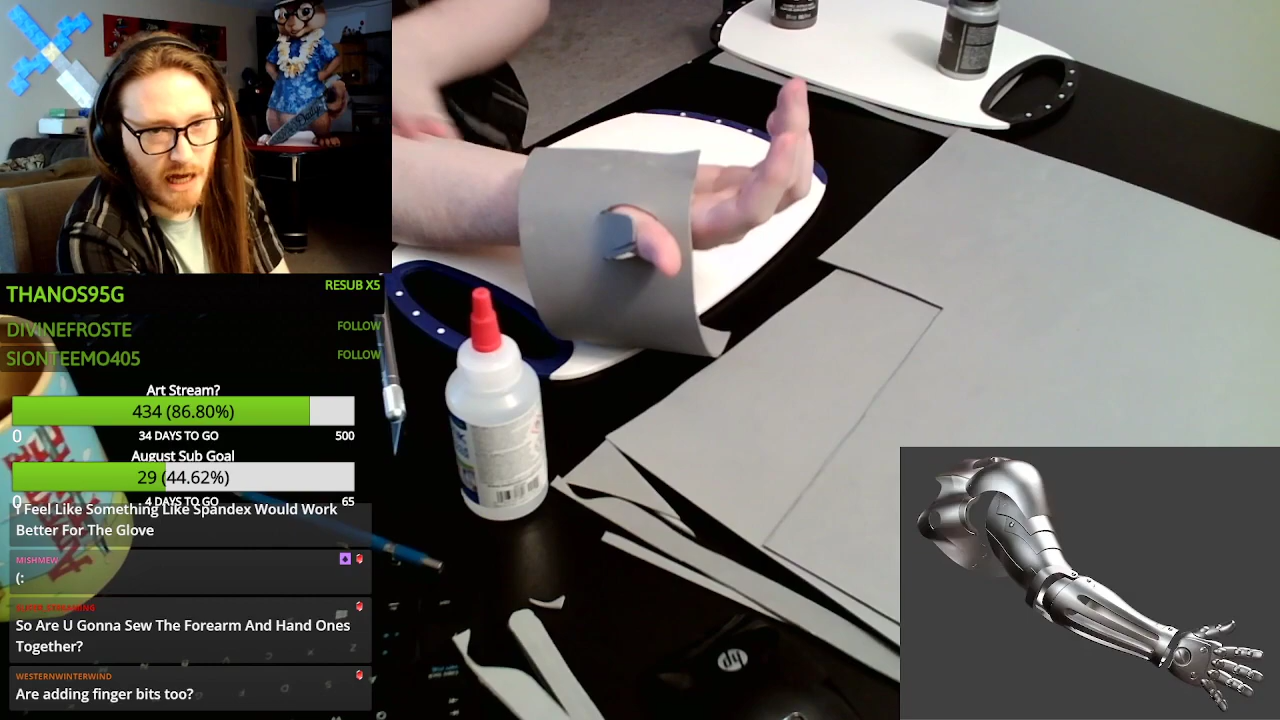 THANOS95G
RESUB X5
DIVINEFROSTE
FOLLOW
SIONTEEMO405
FOLLOW
Art Stream?
434 (86.80%)
0
34 DAYS TO GO
500
August Sub Goal
29 (44.62%)
0
4 DAYS TO GO
65
I Feel Like Something Like Spandex Would Work
Better For The Glove
MISHMEW
(:
So Are U Gonna Sew The Forearm And Hand Ones
Together?
WESTERNWINTERWIND
Are adding finger bits too?
hp